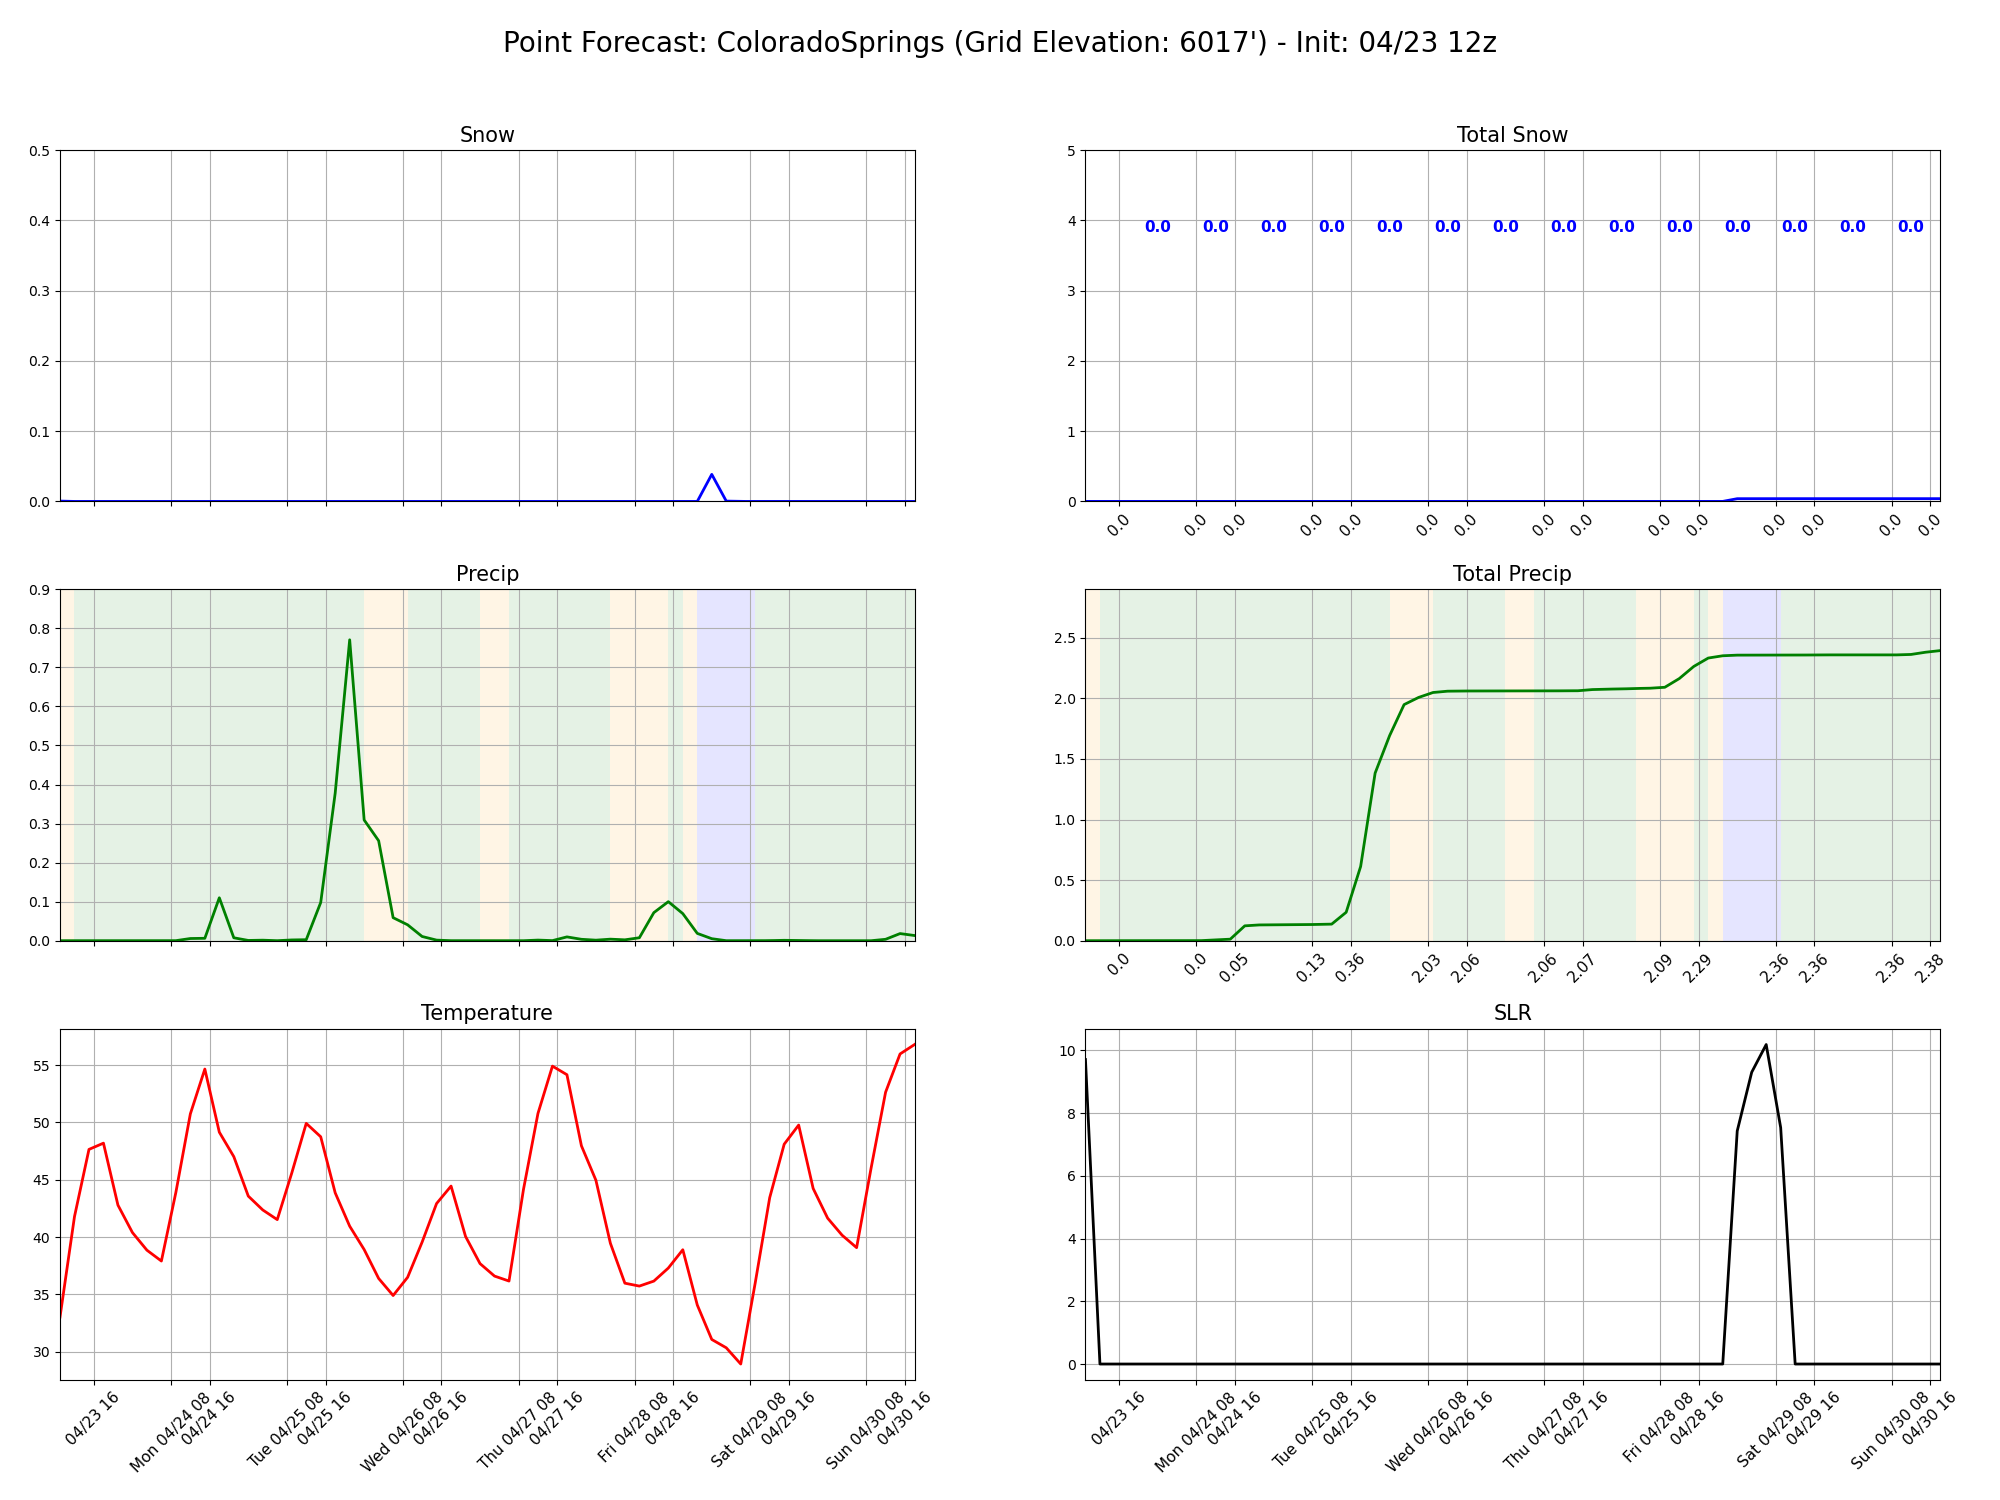 Point Forecast: ColoradoSprings (Grid Elevation: 6017') - Init: 04/23 12z
Snow
0.5
0.4
0.3
0.2
0.1
0.0
Total Snow
5
4
3
2
1
0
0.0 0.0 0.0 0.0 0.0 0.0 0.0 0.0 0.0 0.0 0.0 0.0 0.0 0.0
0.0 0.0 0.0 0.0 0.0 0.0 0.0 0.0 0.0 0.0 0.0 0.0 0.0 0.0 0.0
Precip
0.9
0.8
0.7
0.6
0.5
0.4
0.3
0.2
0.1
0.0
Total Precip
2.5
2.0
1.5
1.0
0.5
0.0
0.0 0.0 0.05 0.13 0.36 2.03 2.06 2.06 2.07 2.09 2.29 2.36 2.36 2.36 2.38
Temperature
55
50
45
40
35
30
04/23 16
Mon 04/24 08
04/24 16
Tue 04/25 08
04/25 16
Wed 04/26 08
04/26 16
Thu 04/27 08
04/27 16
Fri 04/28 08
04/28 16
Sat 04/29 08
04/29 16
Sun 04/30 08
04/30 16
SLR
10
8
6
4
2
0
04/23 16
Mon 04/24 08
04/24 16
Tue 04/25 08
04/25 16
Wed 04/26 08
04/26 16
Thu 04/27 08
04/27 16
Fri 04/28 08
04/28 16
Sat 04/29 08
04/29 16
Sun 04/30 08
04/30 16